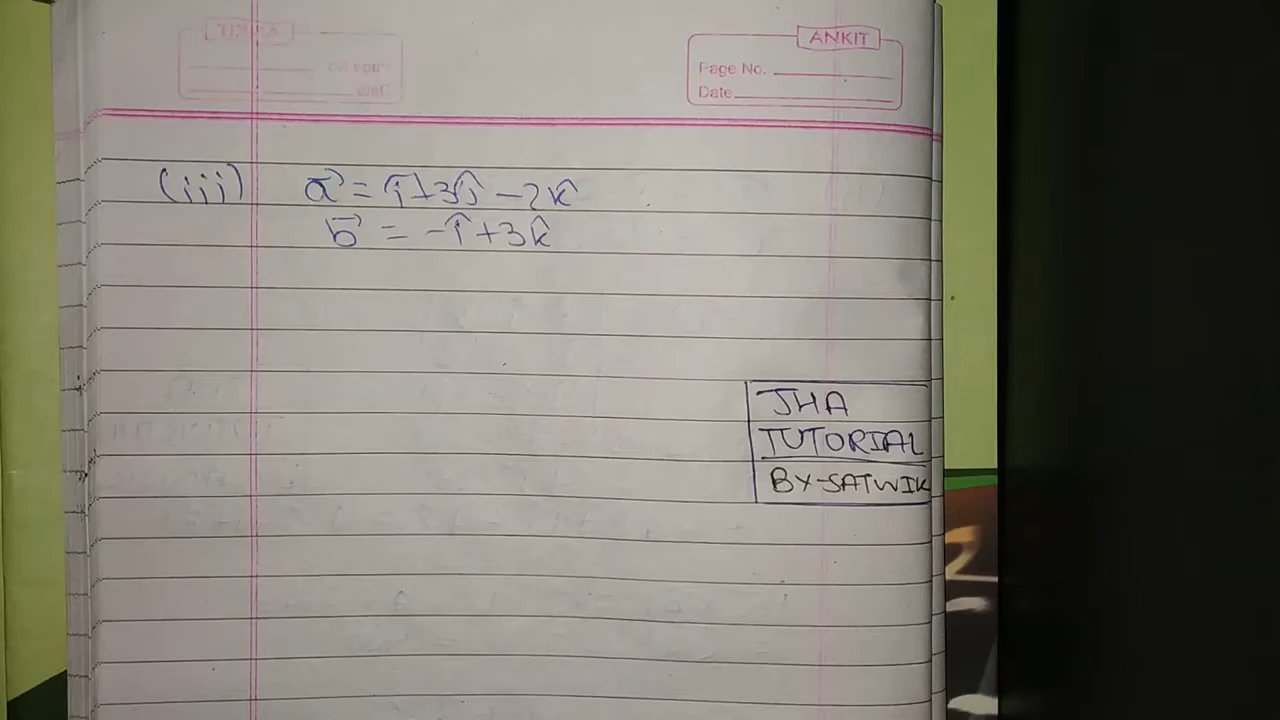 ANKIT
Page No.
Date
(iii) a⃗ = î+3ĵ-2k̂
b⃗ = -î+3k̂
JHA
TUTORIAL
BY-SATWIK